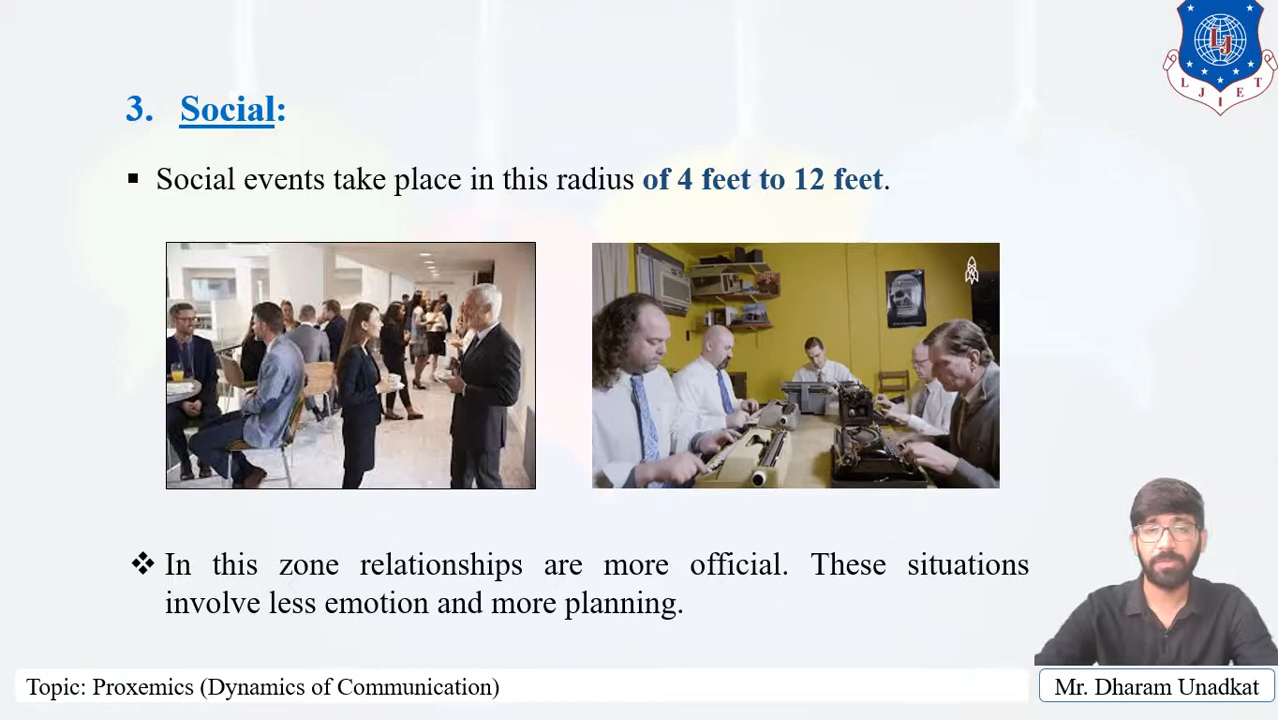 L J I E T
LJ
3. Social:
▪ Social events take place in this radius of 4 feet to 12 feet.
❖ In this zone relationships are more official. These situations
involve less emotion and more planning.
Topic: Proxemics (Dynamics of Communication)
Mr. Dharam Unadkat